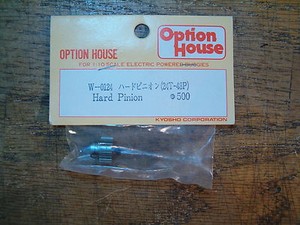 Option
House
OPTION HOUSE
FOR 1/10 SCALE ELECTRIC POWERED BUGGIES
W-0124 ハードピニオン(24T-48P)
Hard Pinion ¥500
KYOSHO CORPORATION